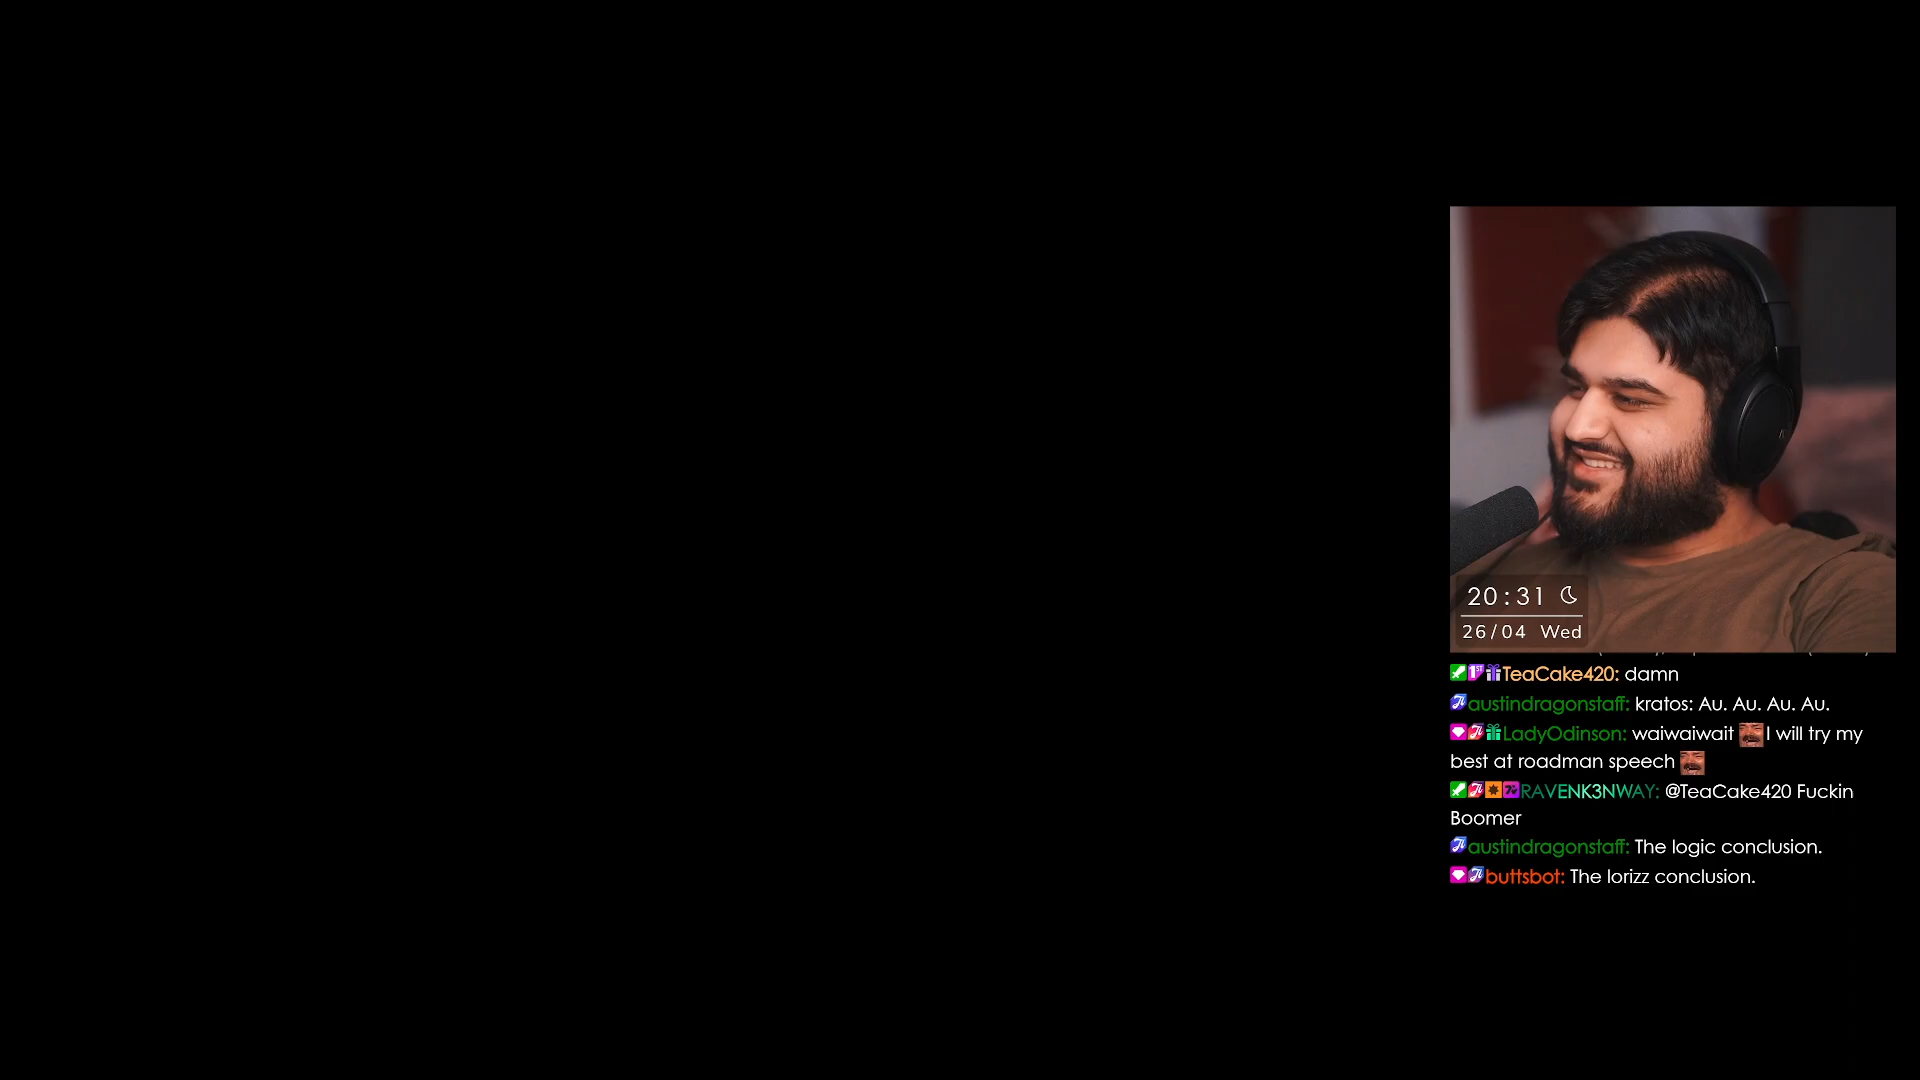 20:31
26/04 Wed
TeaCake420: damn
austindragonstaff: kratos: Au. Au. Au. Au.
LadyOdinson: waiwaiwait I will try my
best at roadman speech
RAVENK3NWAY: @TeaCake420 Fuckin
Boomer
austindragonstaff: The logic conclusion.
buttsbot: The lorizz conclusion.